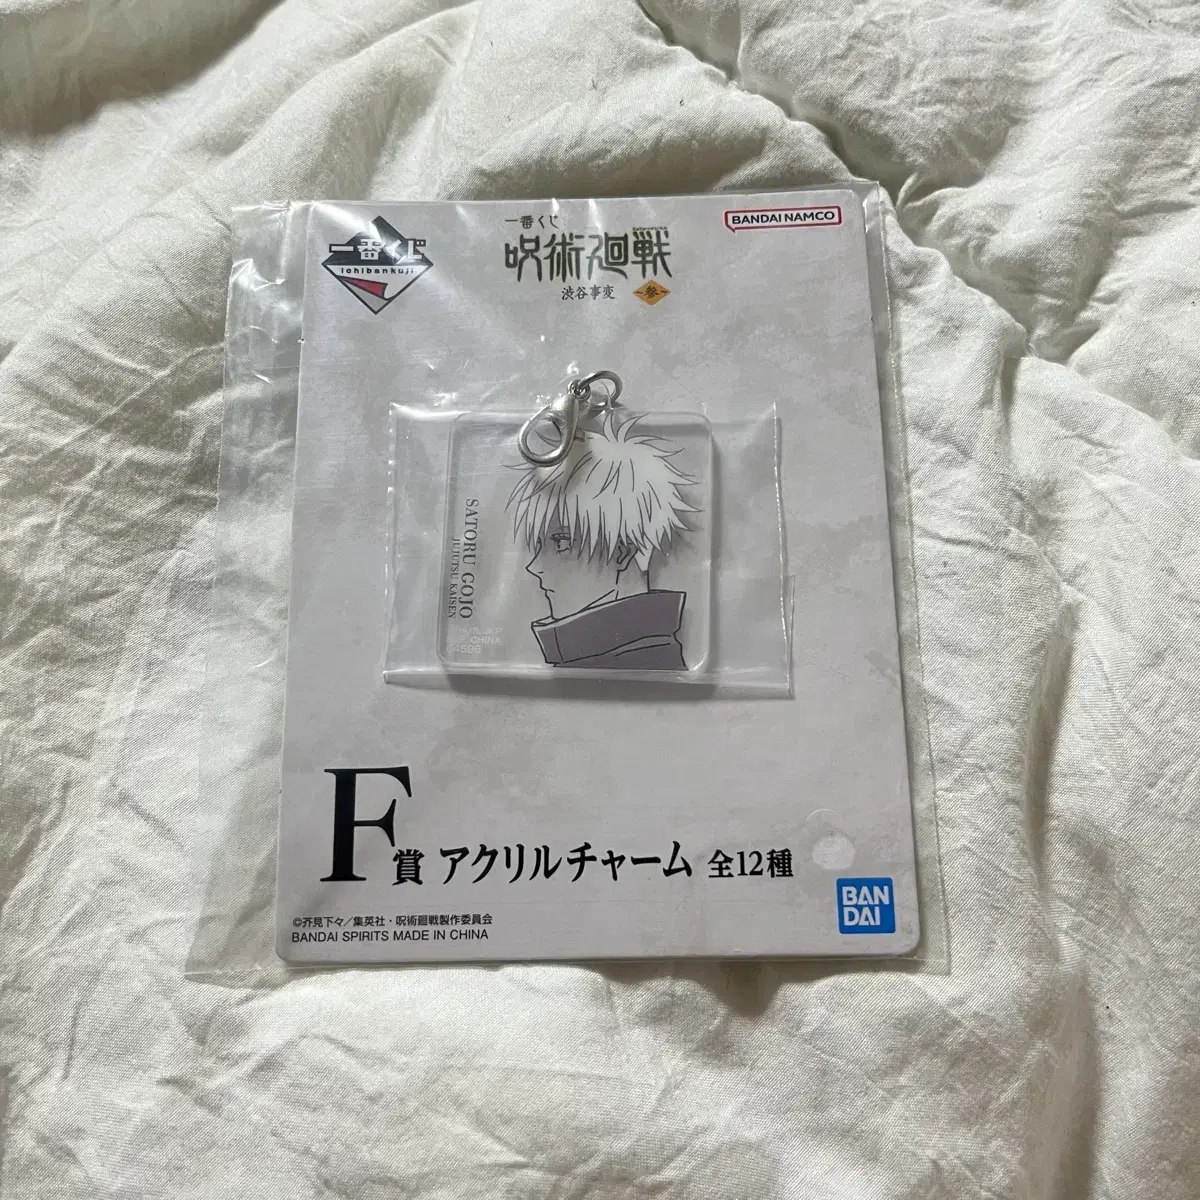 一番くじ
ichibankuji
一番くじ
呪術廻戦
渋谷事変
~参~
BANDAI NAMCO
SATORU GOJO
JUJUTSU KAISEN
CHINA
F賞 アクリルチャーム 全12種
©芥見下々／集英社・呪術廻戦製作委員会
BANDAI SPIRITS MADE IN CHINA
BAN
DAI